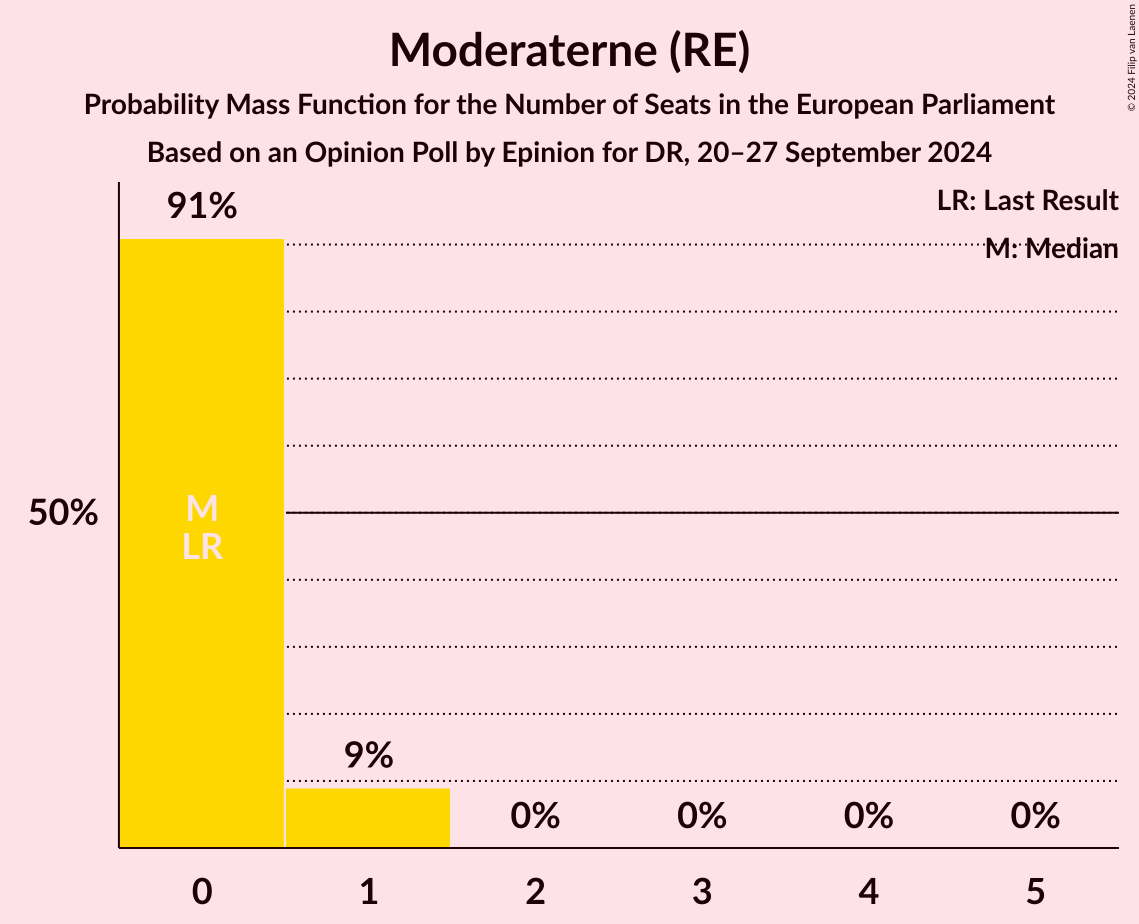 Moderaterne (RE)
Probability Mass Function for the Number of Seats in the European Parliament
Based on an Opinion Poll by Epinion for DR, 20–27 September 2024
© 2024 Filip van Laenen
LR: Last Result
M: Median
91%
50%
M
LR
9%
0%
0%
0%
0%
0
1
2
3
4
5